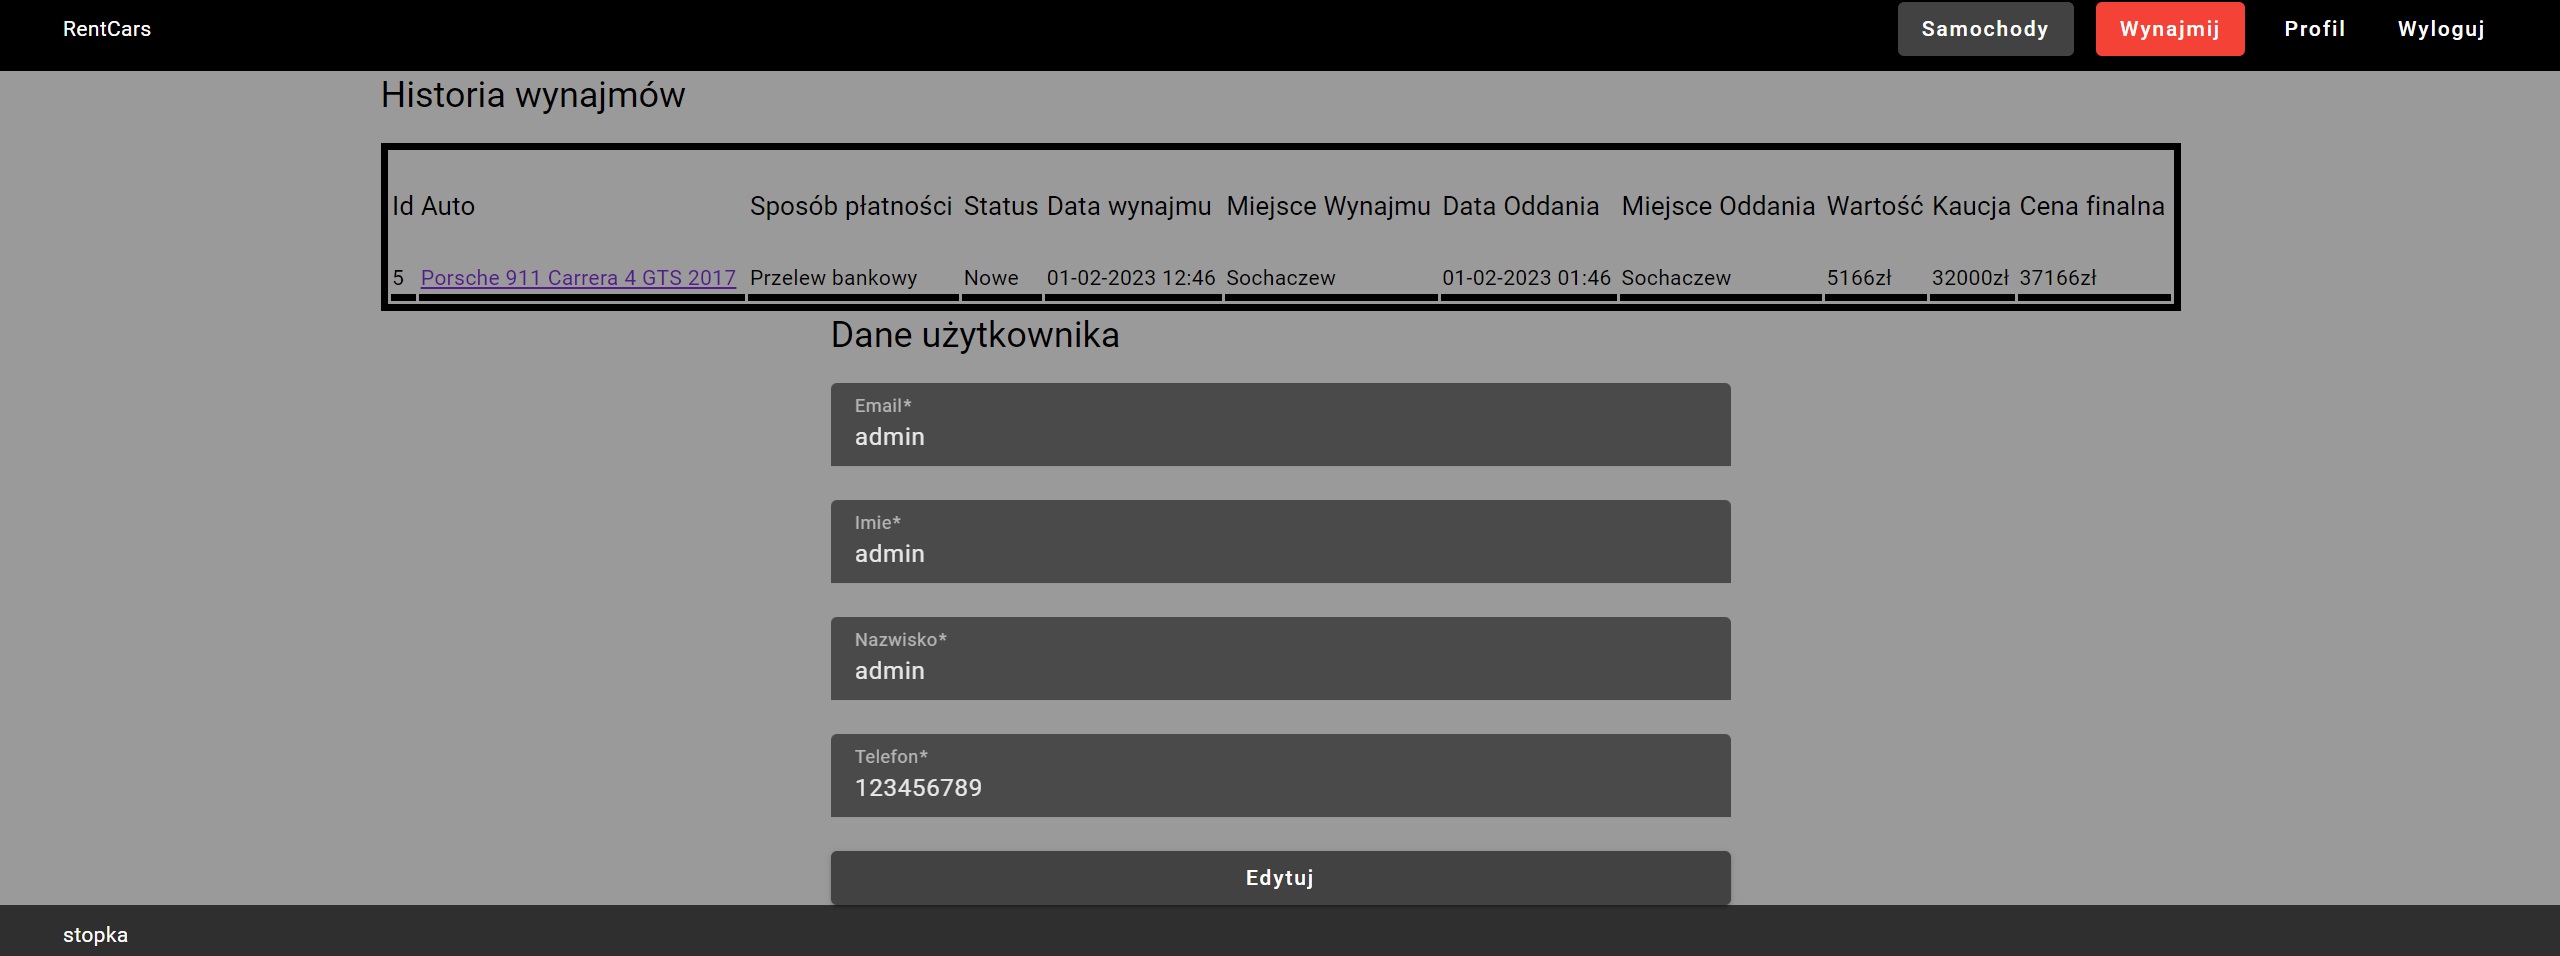 RentCars Samochody Wynajmij Profil Wyloguj
Historia wynajmów
Id Auto Sposób płatności Status Data wynajmu Miejsce Wynajmu Data Oddania Miejsce Oddania Wartość Kaucja Cena finalna
5 Porsche 911 Carrera 4 GTS 2017 Przelew bankowy Nowe 01-02-2023 12:46 Sochaczew 01-02-2023 01:46 Sochaczew 5166zł 32000zł 37166zł
Dane użytkownika
Email*
admin
Imie*
admin
Nazwisko*
admin
Telefon*
123456789
Edytuj
stopka